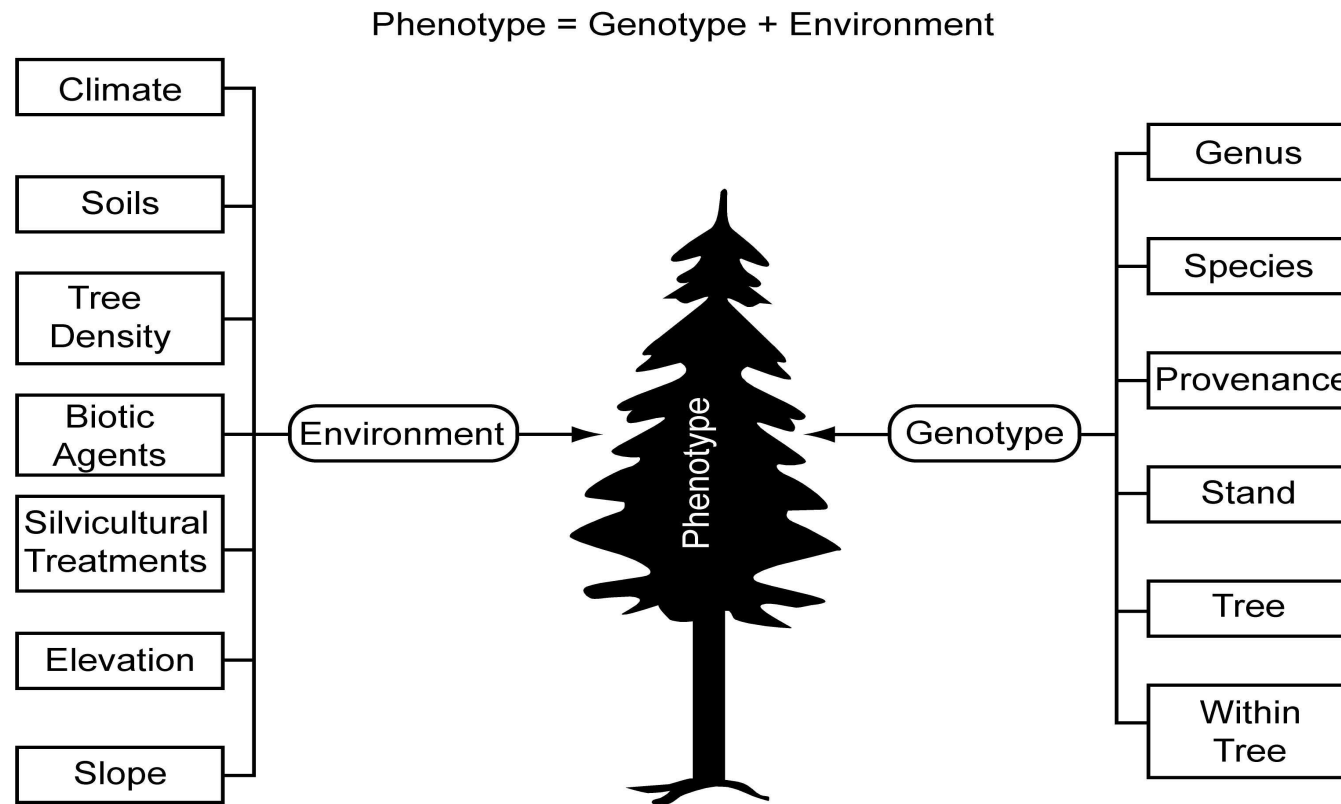 Phenotype = Genotype + Environment
Climate
Soils
Tree
Density
Biotic
Agents
Silvicultural
Treatments
Elevation
Slope
Environment
Phenotype
Genotype
Genus
Species
Provenance
Stand
Tree
Within
Tree